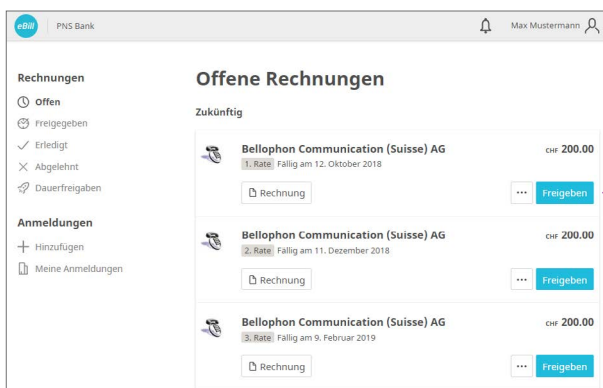 eBill PNS Bank Max Mustermann
Rechnungen
Offen
Freigegeben
Erledigt
Abgelehnt
Dauerfreigaben
Anmeldungen
Hinzufügen
Meine Anmeldungen
Offene Rechnungen
Zukünftig
Bellophon Communication (Suisse) AG CHF 200.00
1. Rate Fällig am 12. Oktober 2018
Rechnung ... Freigeben
Bellophon Communication (Suisse) AG CHF 200.00
2. Rate Fällig am 11. Dezember 2018
Rechnung ... Freigeben
Bellophon Communication (Suisse) AG CHF 200.00
3. Rate Fällig am 9. Februar 2019
Rechnung ... Freigeben